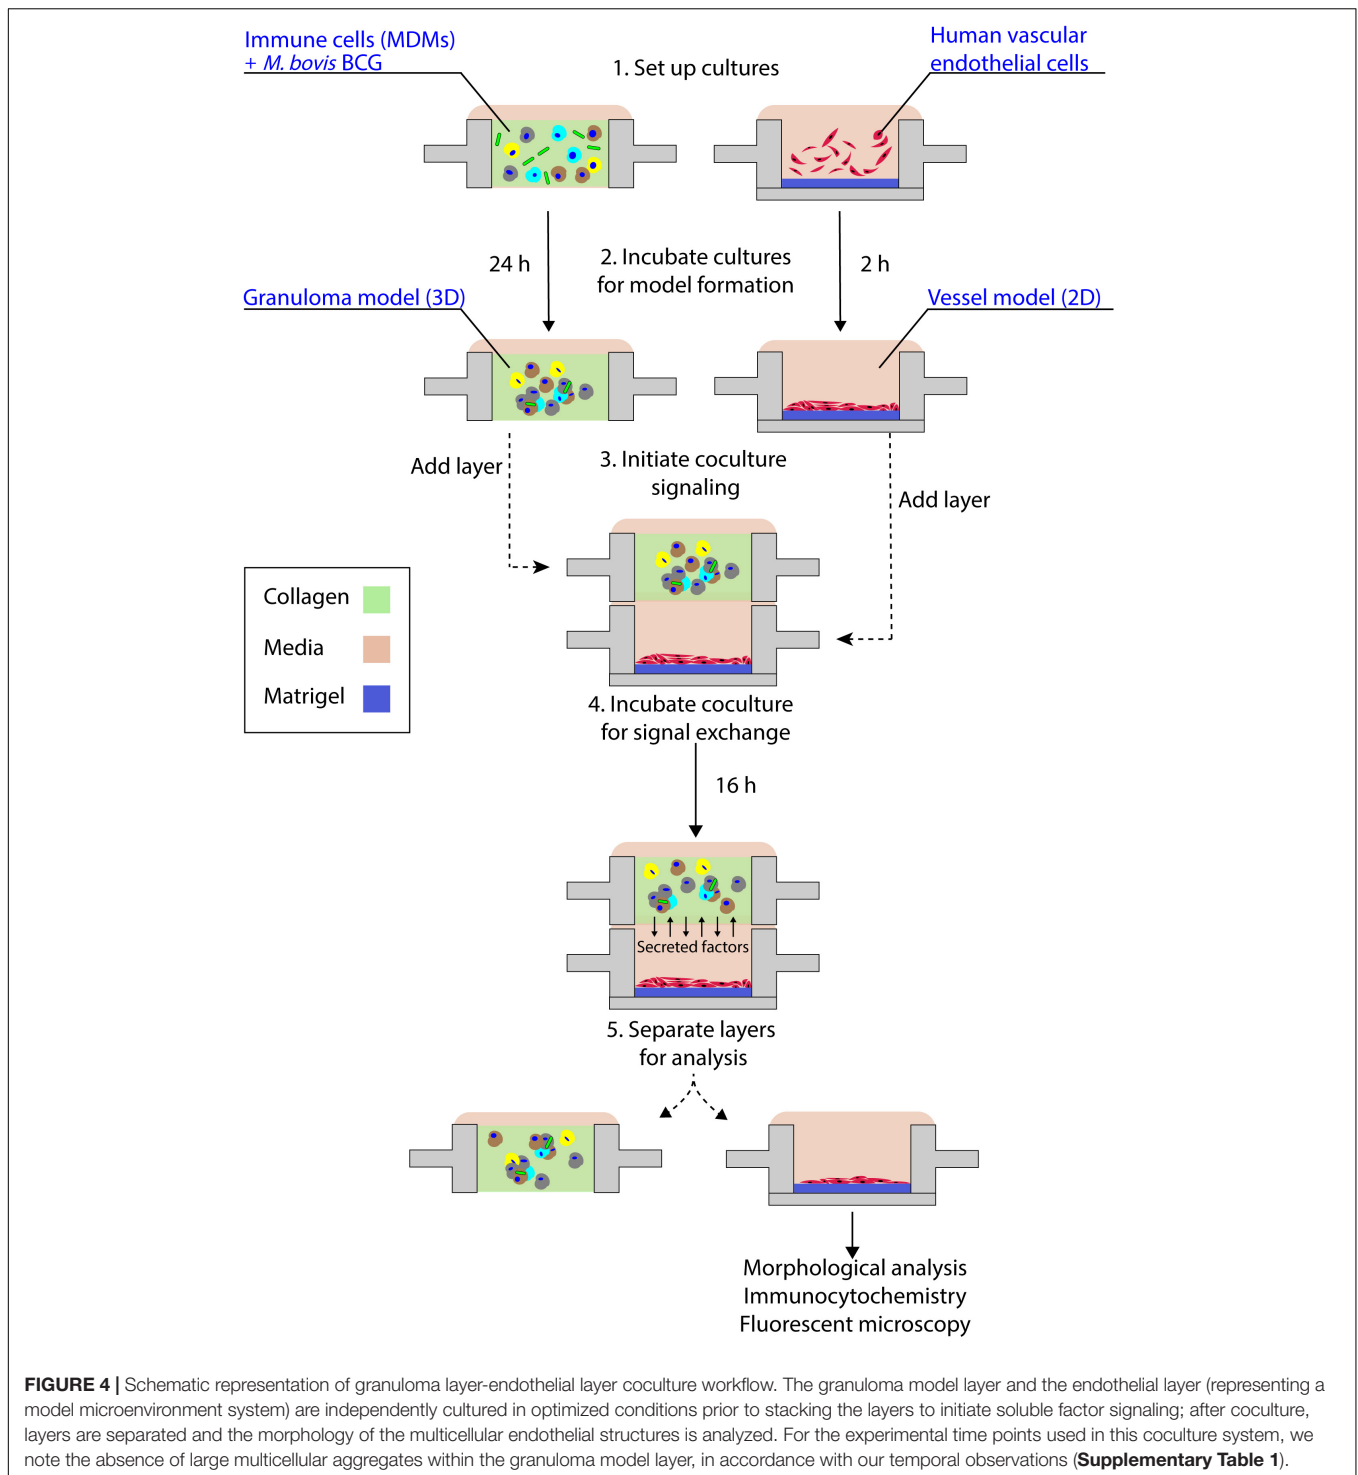 Immune cells (MDMs)
+ M. bovis BCG
1. Set up cultures
Human vascular
endothelial cells
24 h
2. Incubate cultures
for model formation
2 h
Granuloma model (3D)
Vessel model (2D)
Add layer
3. Initiate coculture
signaling
Add layer
Collagen
Media
Matrigel
4. Incubate coculture
for signal exchange
16 h
Secreted factors
5. Separate layers
for analysis
Morphological analysis
Immunocytochemistry
Fluorescent microscopy
FIGURE 4 | Schematic representation of granuloma layer-endothelial layer coculture workflow. The granuloma model layer and the endothelial layer (representing a
model microenvironment system) are independently cultured in optimized conditions prior to stacking the layers to initiate soluble factor signaling; after coculture,
layers are separated and the morphology of the multicellular endothelial structures is analyzed. For the experimental time points used in this coculture system, we
note the absence of large multicellular aggregates within the granuloma model layer, in accordance with our temporal observations (Supplementary Table 1).